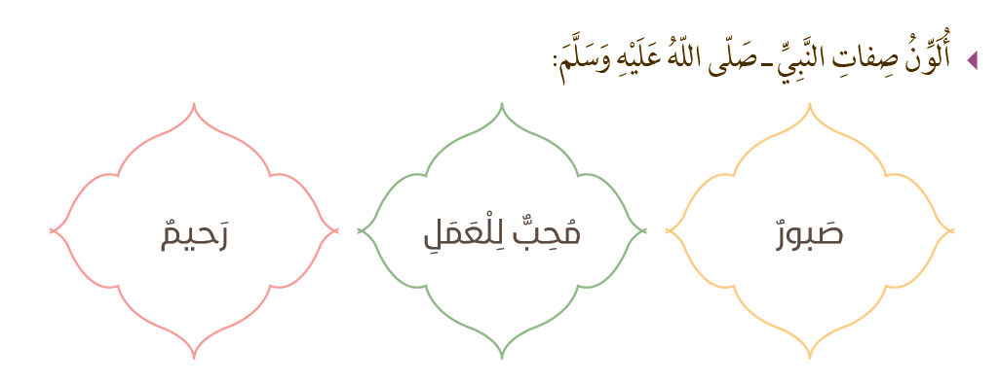 أُلَوِّنُ صِفاتِ النَّبِيِّ - صَلّى اللّهُ عَلَيْهِ وَسَلَّمَ:
صَبورٌ
مُحِبٌّ لِلْعَمَلِ
رَحيمٌ